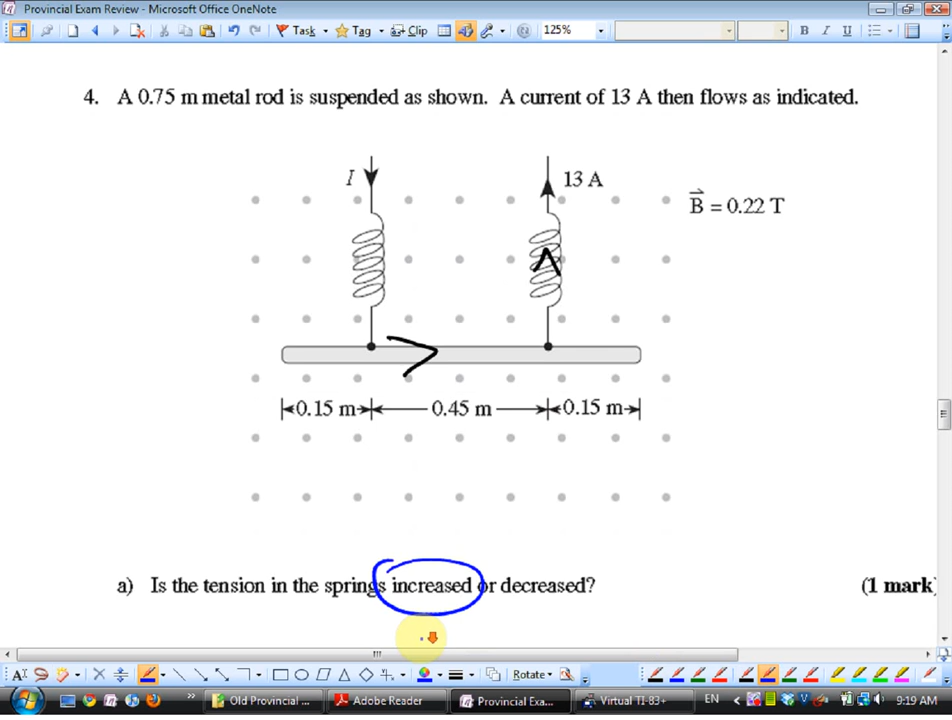 Provincial Exam Review - Microsoft Office OneNote
Task Tag Clip 125% B I U
4. A 0.75 m metal rod is suspended as shown. A current of 13 A then flows as indicated.
I 13 A
B = 0.22 T
0.15 m 0.45 m 0.15 m
a) Is the tension in the springs increased or decreased? (1 mark
A Rotate
Old Provincial ... Adobe Reader Provincial Exa... Virtual TI-83+ EN 9:19 AM